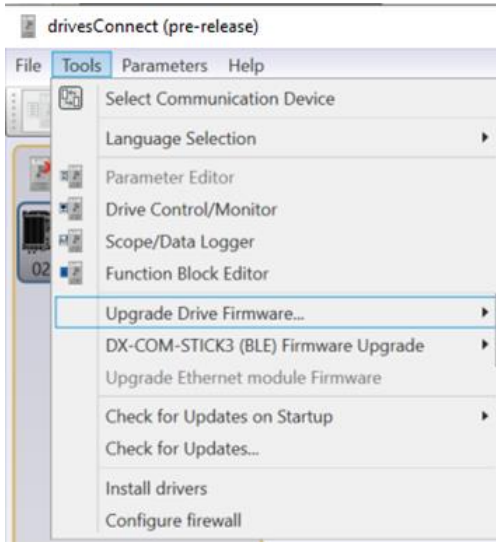 drivesConnect (pre-release)
File Tools Parameters Help
Select Communication Device
Language Selection
Parameter Editor
Drive Control/Monitor
Scope/Data Logger
02
Function Block Editor
Upgrade Drive Firmware...
DX-COM-STICK3 (BLE) Firmware Upgrade
Upgrade Ethernet module Firmware
Check for Updates on Startup
Check for Updates...
Install drivers
Configure firewall